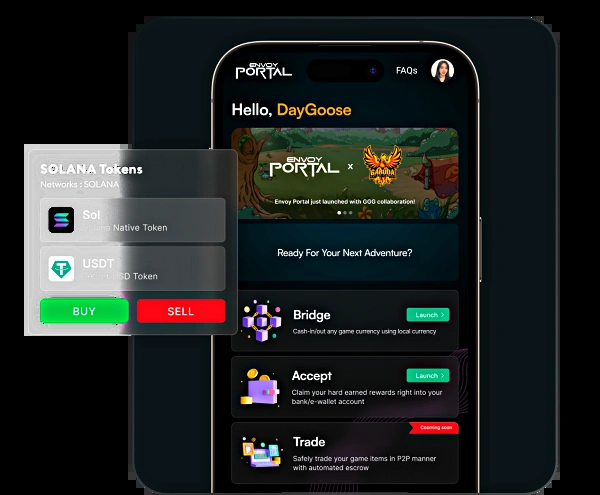 ENVOY
PORTAL
FAQs
Hello, DayGoose
ENVOY
PORTAL x GARUDA
Envoy Portal just launched with GGG collaboration!
SOLANA Tokens
Networks : SOLANA
Sol
Native Token
USDT
USD Token
BUY SELL
Ready For Your Next Adventure?
Bridge
Launch >
Cash-in/out any game currency using local currency
Accept
Launch >
Claim your hard earned rewards right into your
bank/e-wallet account
Cooming soon
Trade
Safely trade your game items in P2P manner
with automated escrow